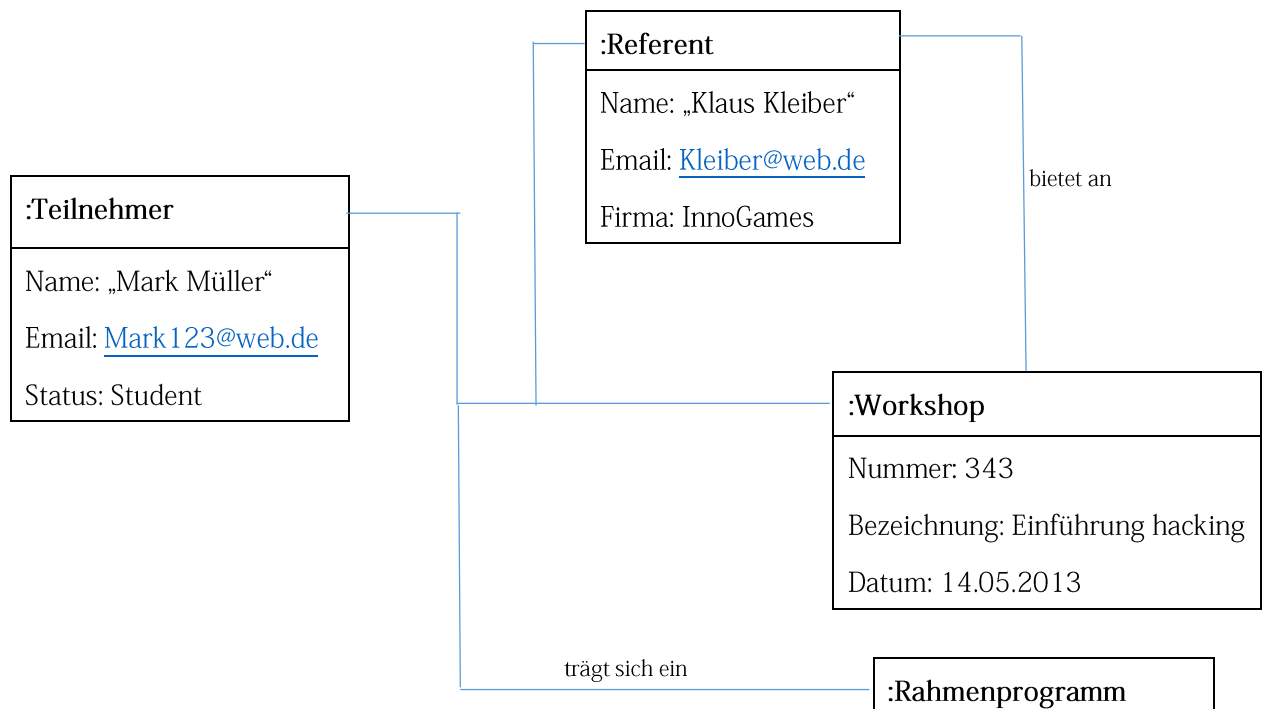 :Referent
Name: „Klaus Kleiber“
Email: Kleiber@web.de
Firma: InnoGames
bietet an
:Teilnehmer
Name: „Mark Müller“
Email: Mark123@web.de
Status: Student
:Workshop
Nummer: 343
Bezeichnung: Einführung hacking
Datum: 14.05.2013
trägt sich ein
:Rahmenprogramm